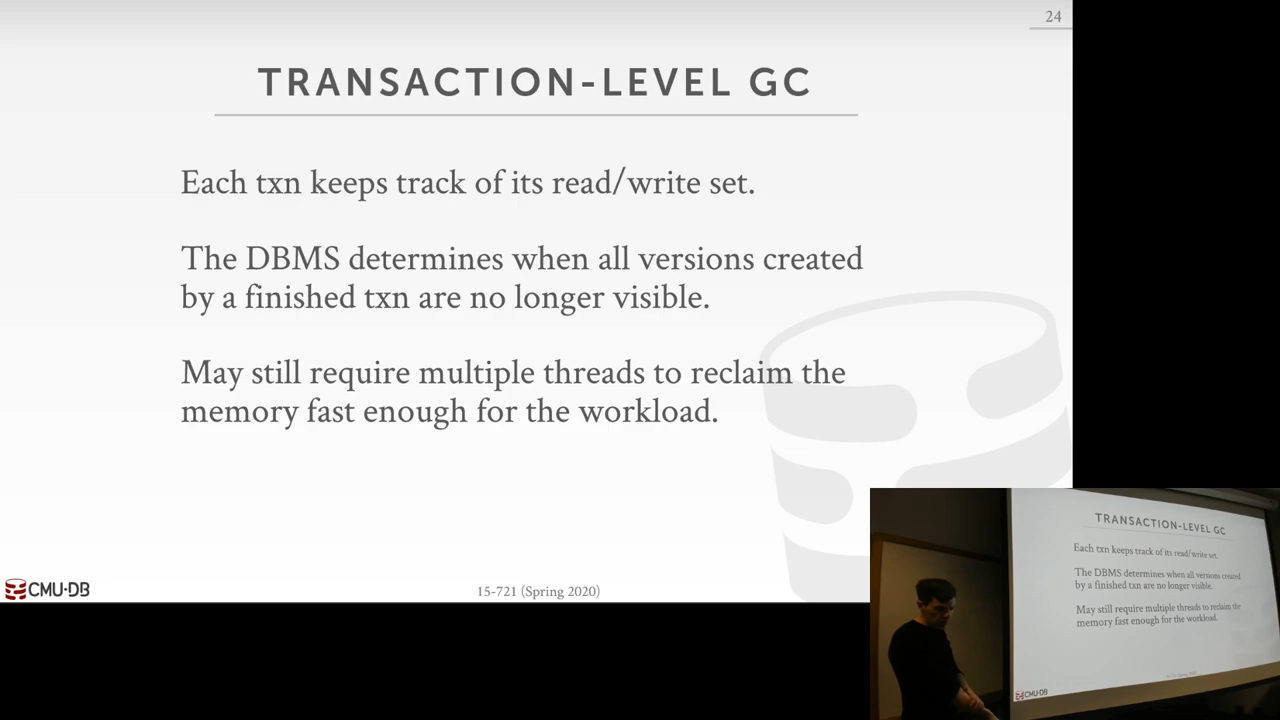 24
TRANSACTION-LEVEL GC
Each txn keeps track of its read/write set.
The DBMS determines when all versions created
by a finished txn are no longer visible.
May still require multiple threads to reclaim the
memory fast enough for the workload.
CMU·DB
15-721 (Spring 2020)
TRANSACTION-LEVEL GC
Each txn keeps track of its read/write set.
The DBMS determines when all versions created
by a finished txn are no longer visible.
May still require multiple threads to reclaim the
memory fast enough for the workload.
CMU·DB